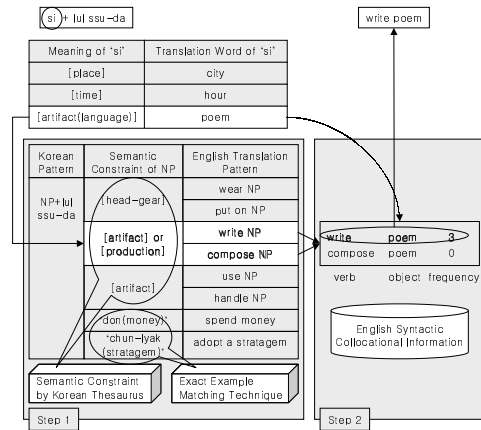 si + lul ssu-da
write poem
Meaning of "si"
Translation Word of "si"
[place]
city
[time]
hour
[artifact(language)]
poem
Korean
Pattern
Semantic
Constraint of NP
English Translation
Pattern
NP+lul
ssu-da
[head-gear]
wear NP
put on NP
[artifact] or
[production]
write NP
compose NP
[artifact]
use NP
handle NP
don(money)"
spend money
"chun-lyak
(stratagem)"
adopt a stratagem
write poem 3
compose poem 0
verb object frequency
English Syntactic
Collocational Information
Semantic Constraint
by Korean Thesaurus
Exact Example
Matching Technique
Step 1
Step 2